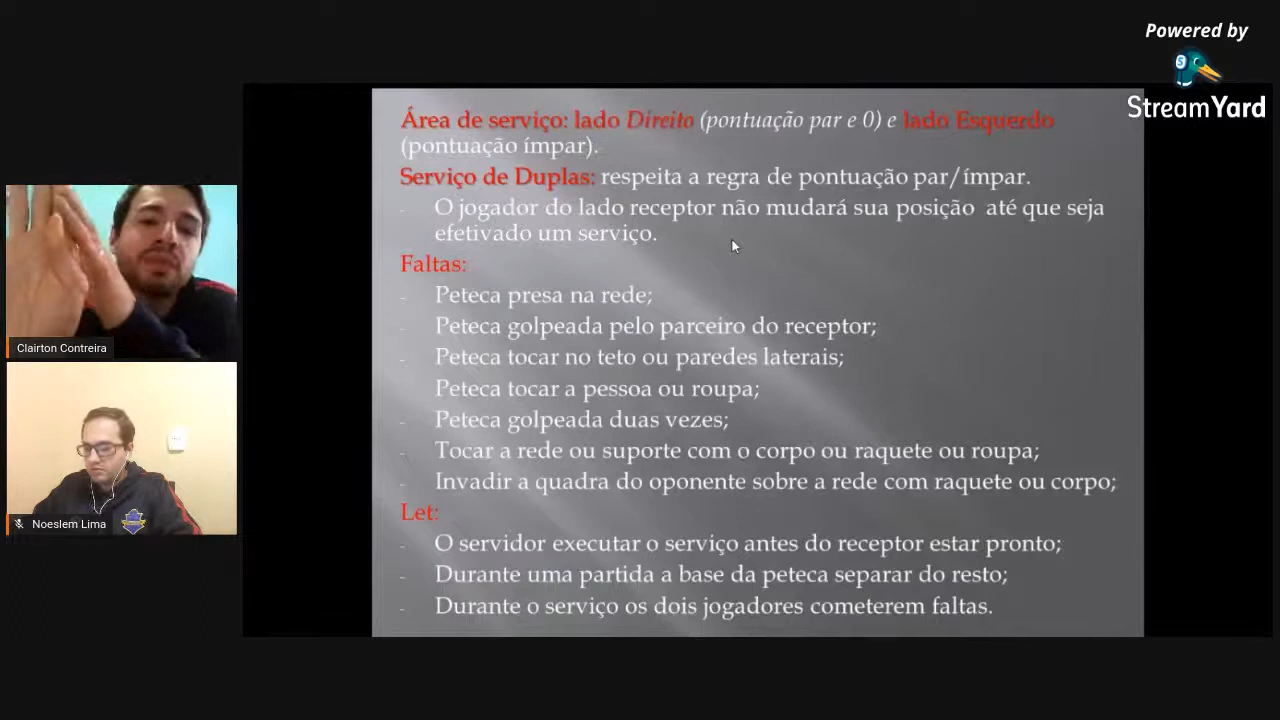 Powered by
StreamYard
Área de serviço: lado Direito (pontuação par e 0) e lado Esquerdo
(pontuação ímpar).
Serviço de Duplas: respeita a regra de pontuação par/ímpar.
- O jogador do lado receptor não mudará sua posição até que seja
efetivado um serviço.
Faltas:
- Peteca presa na rede;
- Peteca golpeada pelo parceiro do receptor;
- Peteca tocar no teto ou paredes laterais;
Peteca tocar a pessoa ou roupa;
- Peteca golpeada duas vezes;
- Tocar a rede ou suporte com o corpo ou raquete ou roupa;
- Invadir a quadra do oponente sobre a rede com raquete ou corpo;
Let:
- O servidor executar o serviço antes do receptor estar pronto;
- Durante uma partida a base da peteca separar do resto;
- Durante o serviço os dois jogadores cometerem faltas.
Clairton Contreira
Noeslem Lima